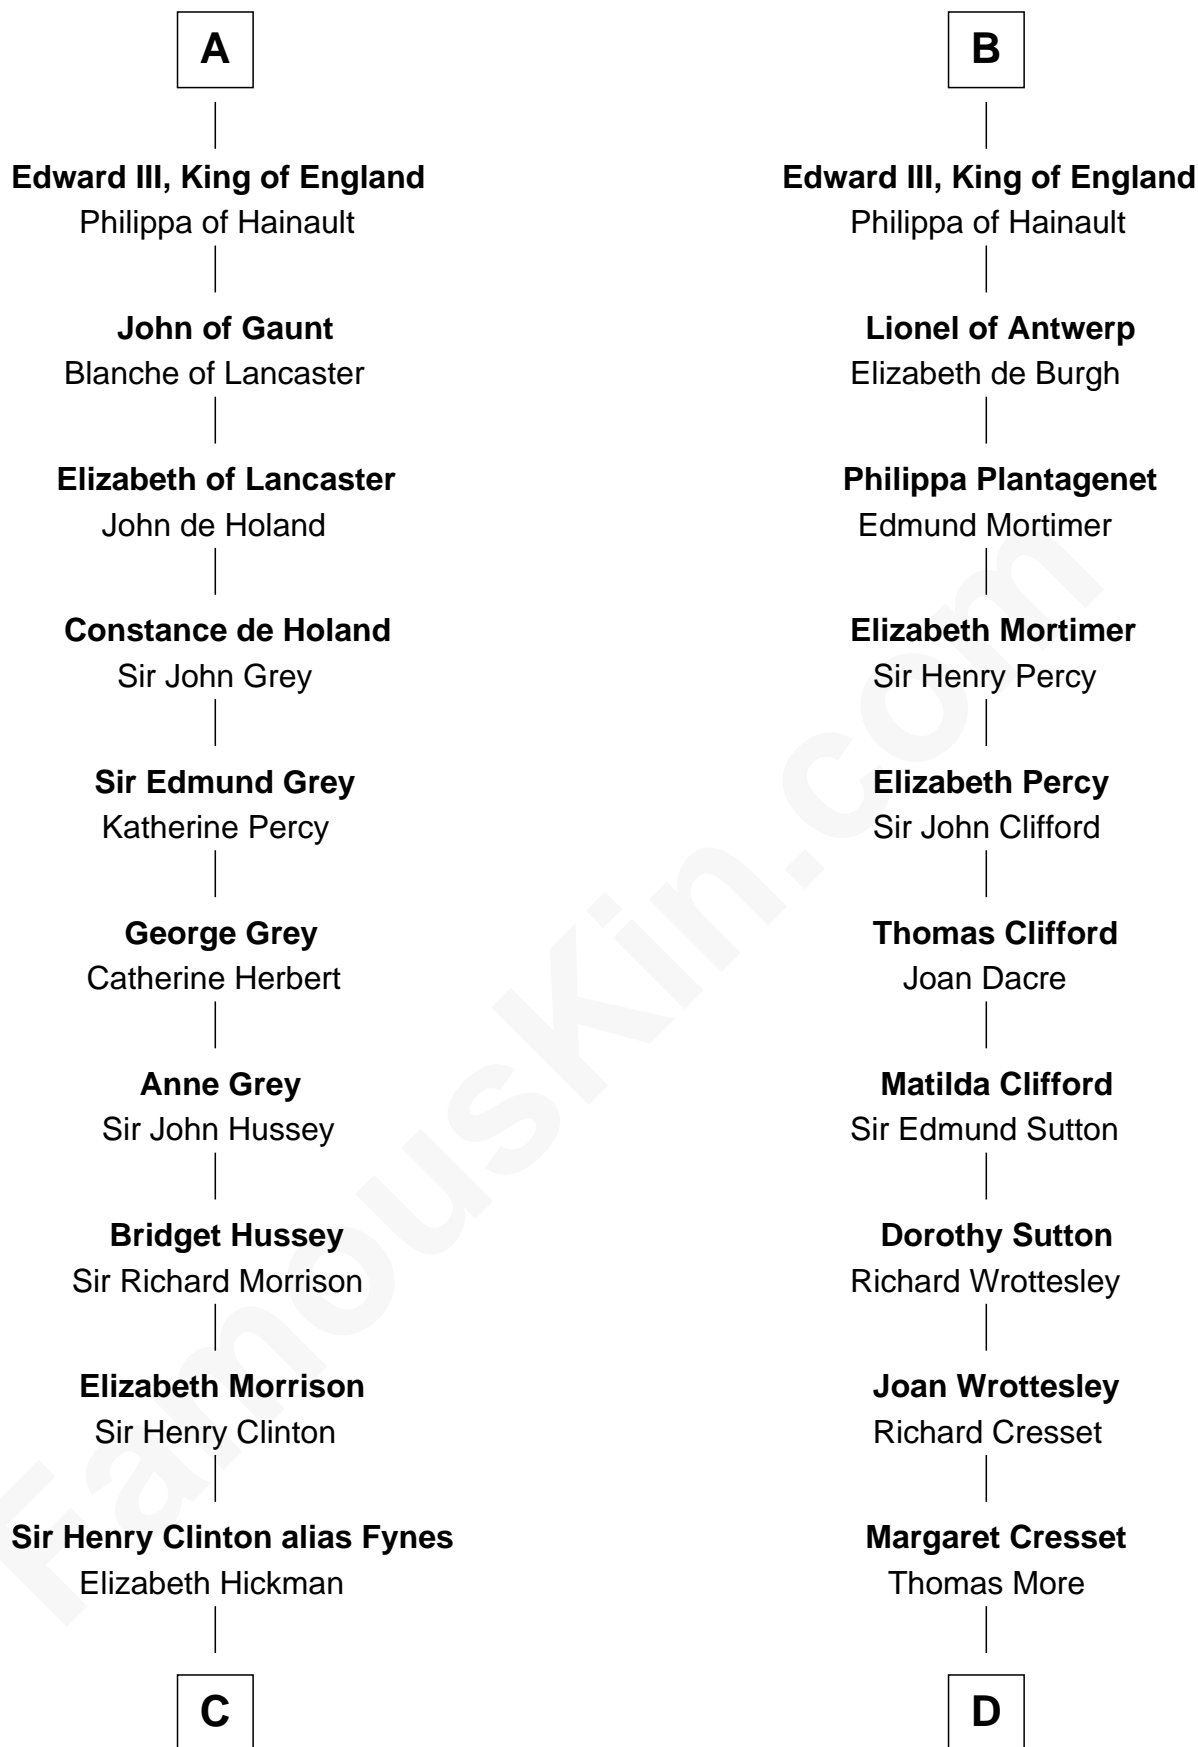 A
Edward III, King of England
Philippa of Hainault
John of Gaunt
Blanche of Lancaster
Elizabeth of Lancaster
John de Holand
Constance de Holand
Sir John Grey
Sir Edmund Grey
Katherine Percy
George Grey
Catherine Herbert
Anne Grey
Sir John Hussey
Bridget Hussey
Sir Richard Morrison
Elizabeth Morrison
Sir Henry Clinton
Sir Henry Clinton alias Fynes
Elizabeth Hickman
C
B
Edward III, King of England
Philippa of Hainault
Lionel of Antwerp
Elizabeth de Burgh
Philippa Plantagenet
Edmund Mortimer
Elizabeth Mortimer
Sir Henry Percy
Elizabeth Percy
Sir John Clifford
Thomas Clifford
Joan Dacre
Matilda Clifford
Sir Edmund Sutton
Dorothy Sutton
Richard Wrottesley
Joan Wrottesley
Richard Cresset
Margaret Cresset
Thomas More
D
FamousKin.com